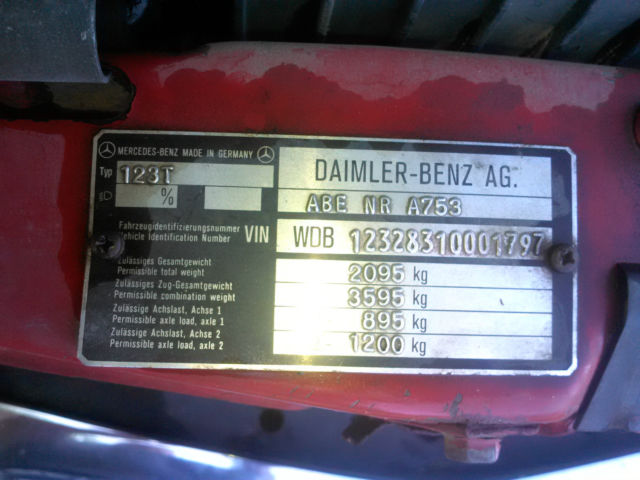 MERCEDES-BENZ MADE IN GERMANY
Typ 123T
%
DAIMLER-BENZ AG.
ABE NR A753
Fahrzeugidentifizierungsnummer
Vehicle Identification Number VIN WDB 12328310001797
Zulässiges Gesamtgewicht
Permissible total weight 2095 kg
Zulässiges Zug-Gesamtgewicht
Permissible combination weight 3595 kg
Zulässige Achslast, Achse 1
Permissible axle load, axle 1 895 kg
Zulässige Achslast, Achse 2
Permissible axle load, axle 2 1200 kg